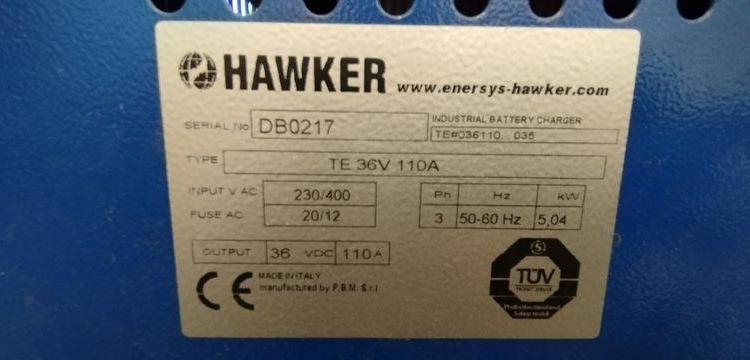 HAWKER www.enersys-hawker.com
SERIAL No DB0217
INDUSTRIAL BATTERY CHARGER
TE#036110...035
TYPE TE 36V 110A
INPUT V AC 230/400 Ph Hz kW
FUSE AC 20/12 3 50-60 Hz 5,04
OUTPUT 36 VDC 110 A
CE MADE IN ITALY
manufactured by P.B.M. S.r.l
TÜV